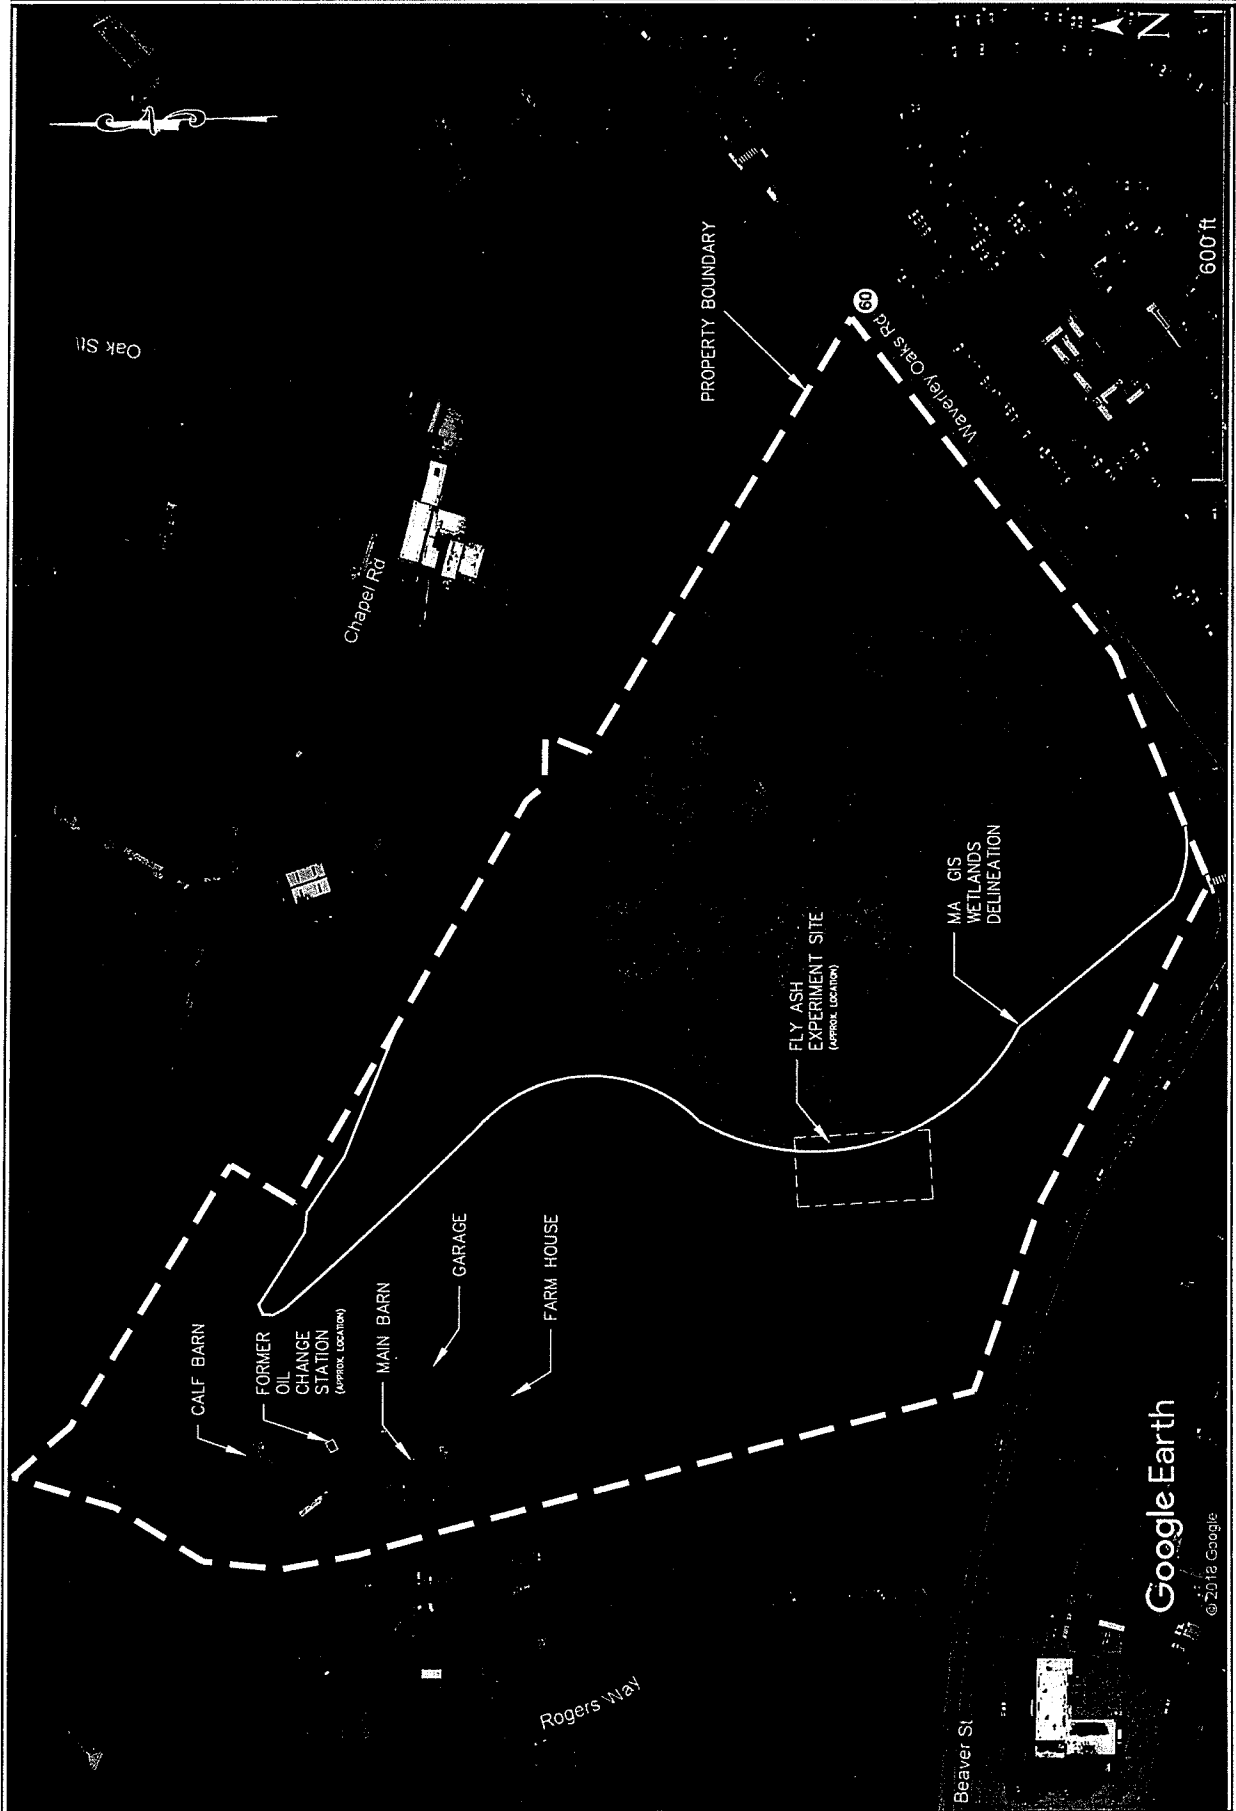 Oak St
Chapel Rd
PROPERTY BOUNDARY
60
Waverley Oaks Rd
N
600 ft
CALF BARN
FORMER
OIL
CHANGE
STATION
(APPROX. LOCATION)
MAIN BARN
GARAGE
FARM HOUSE
FLY ASH
EXPERIMENT SITE
(APPROX. LOCATION)
MA GIS
WETLANDS
DELINEATION
Rogers Way
Beaver St
Google Earth
© 2018 Google